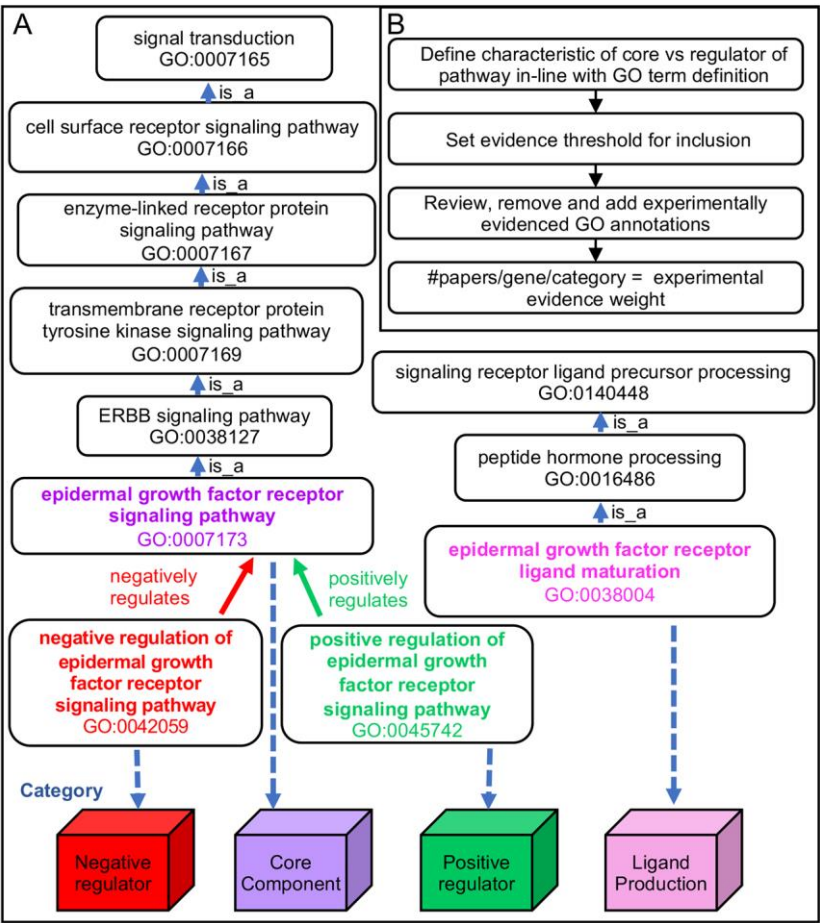 A
signal transduction
GO:0007165
is_a
cell surface receptor signaling pathway
GO:0007166
is_a
enzyme-linked receptor protein
signaling pathway
GO:0007167
is_a
transmembrane receptor protein
tyrosine kinase signaling pathway
GO:0007169
is_a
ERBB signaling pathway
GO:0038127
is_a
epidermal growth factor receptor
signaling pathway
GO:0007173
negatively
regulates
positively
regulates
negative regulation of
epidermal growth
factor receptor
signaling pathway
GO:0042059
positive regulation of
epidermal growth
factor receptor
signaling pathway
GO:0045742
B
Define characteristic of core vs regulator of
pathway in-line with GO term definition
Set evidence threshold for inclusion
Review, remove and add experimentally
evidenced GO annotations
#papers/gene/category = experimental
evidence weight
signaling receptor ligand precursor processing
GO:0140448
is_a
peptide hormone processing
GO:0016486
is_a
epidermal growth factor receptor
ligand maturation
GO:0038004
Category
Negative
regulator
Core
Component
Positive
regulator
Ligand
Production